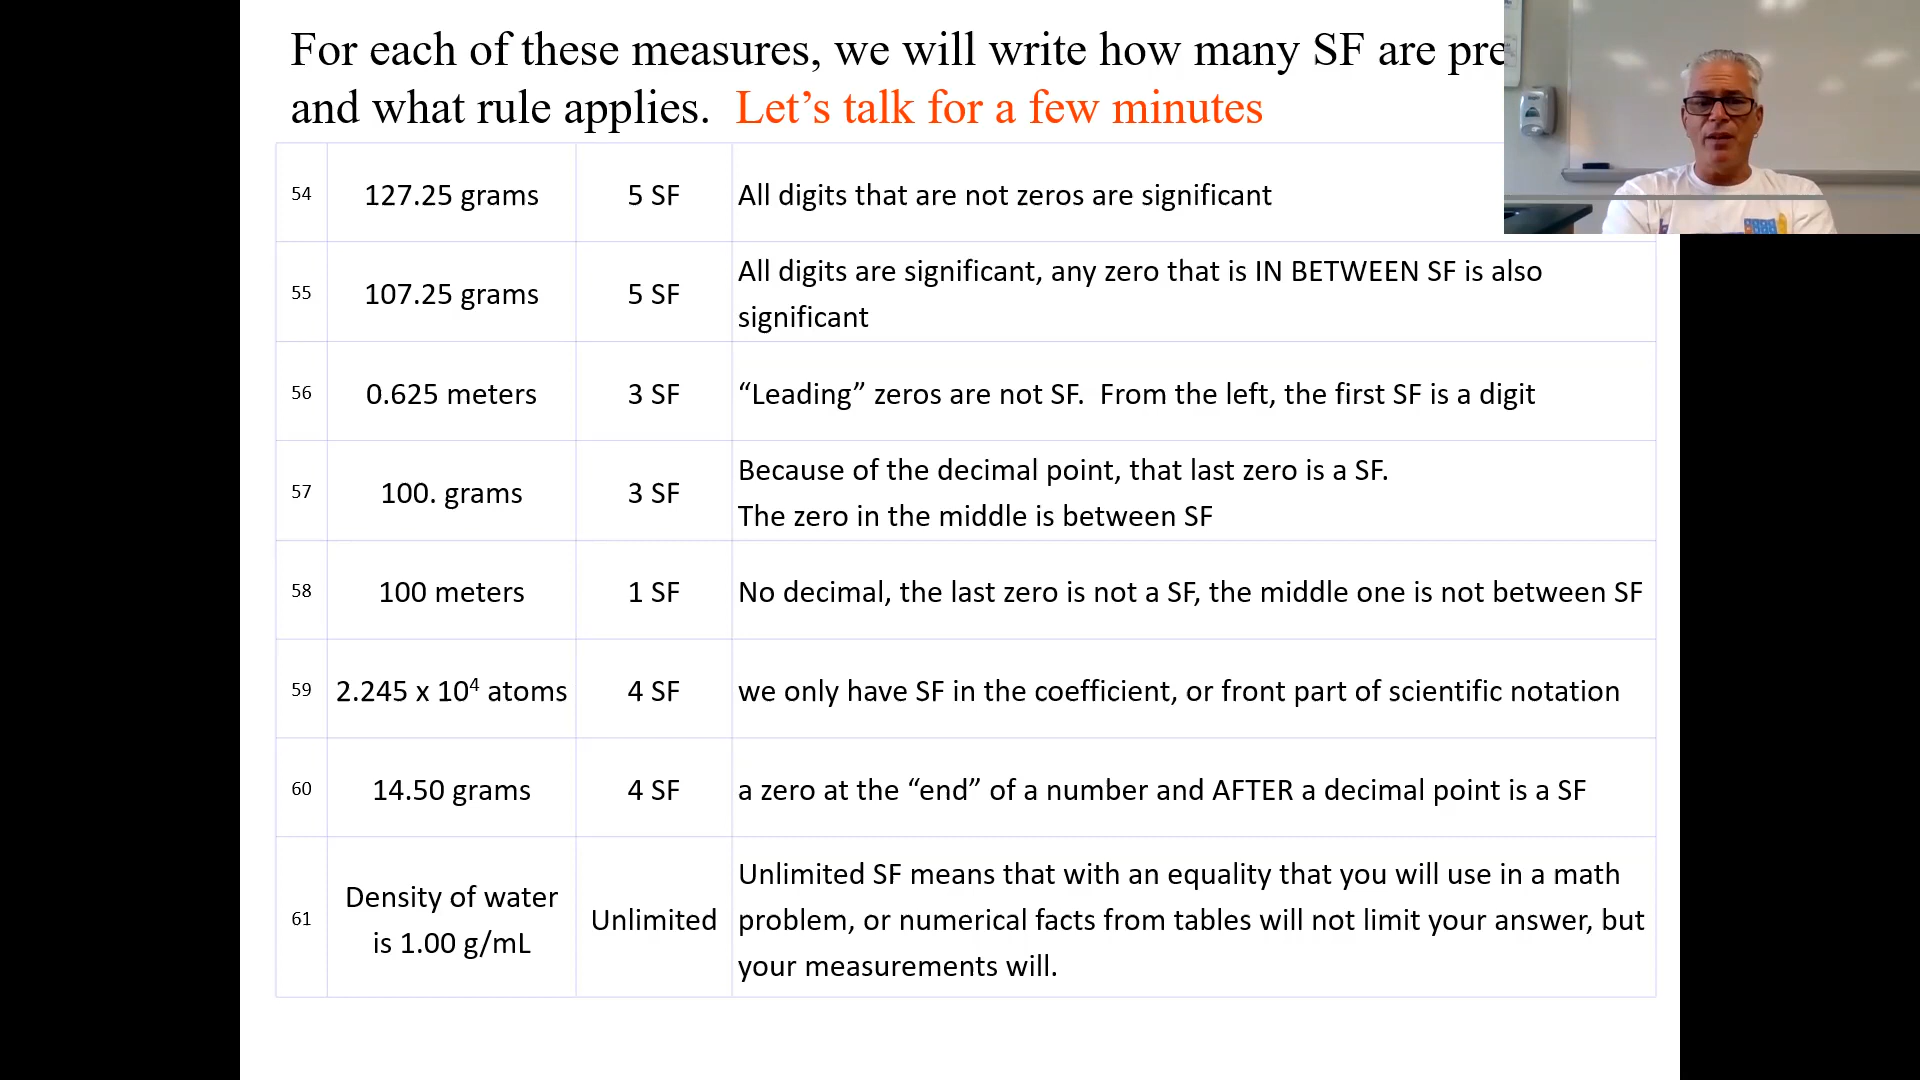 For each of these measures, we will write how many SF are pre
and what rule applies. Let’s talk for a few minutes
54 127.25 grams 5 SF All digits that are not zeros are significant
55 107.25 grams 5 SF All digits are significant, any zero that is IN BETWEEN SF is also
significant
56 0.625 meters 3 SF “Leading” zeros are not SF. From the left, the first SF is a digit
57 100. grams 3 SF Because of the decimal point, that last zero is a SF.
The zero in the middle is between SF
58 100 meters 1 SF No decimal, the last zero is not a SF, the middle one is not between SF
59 2.245 x 10⁴ atoms 4 SF we only have SF in the coefficient, or front part of scientific notation
60 14.50 grams 4 SF a zero at the “end” of a number and AFTER a decimal point is a SF
61 Density of water
is 1.00 g/mL Unlimited Unlimited SF means that with an equality that you will use in a math
problem, or numerical facts from tables will not limit your answer, but
your measurements will.